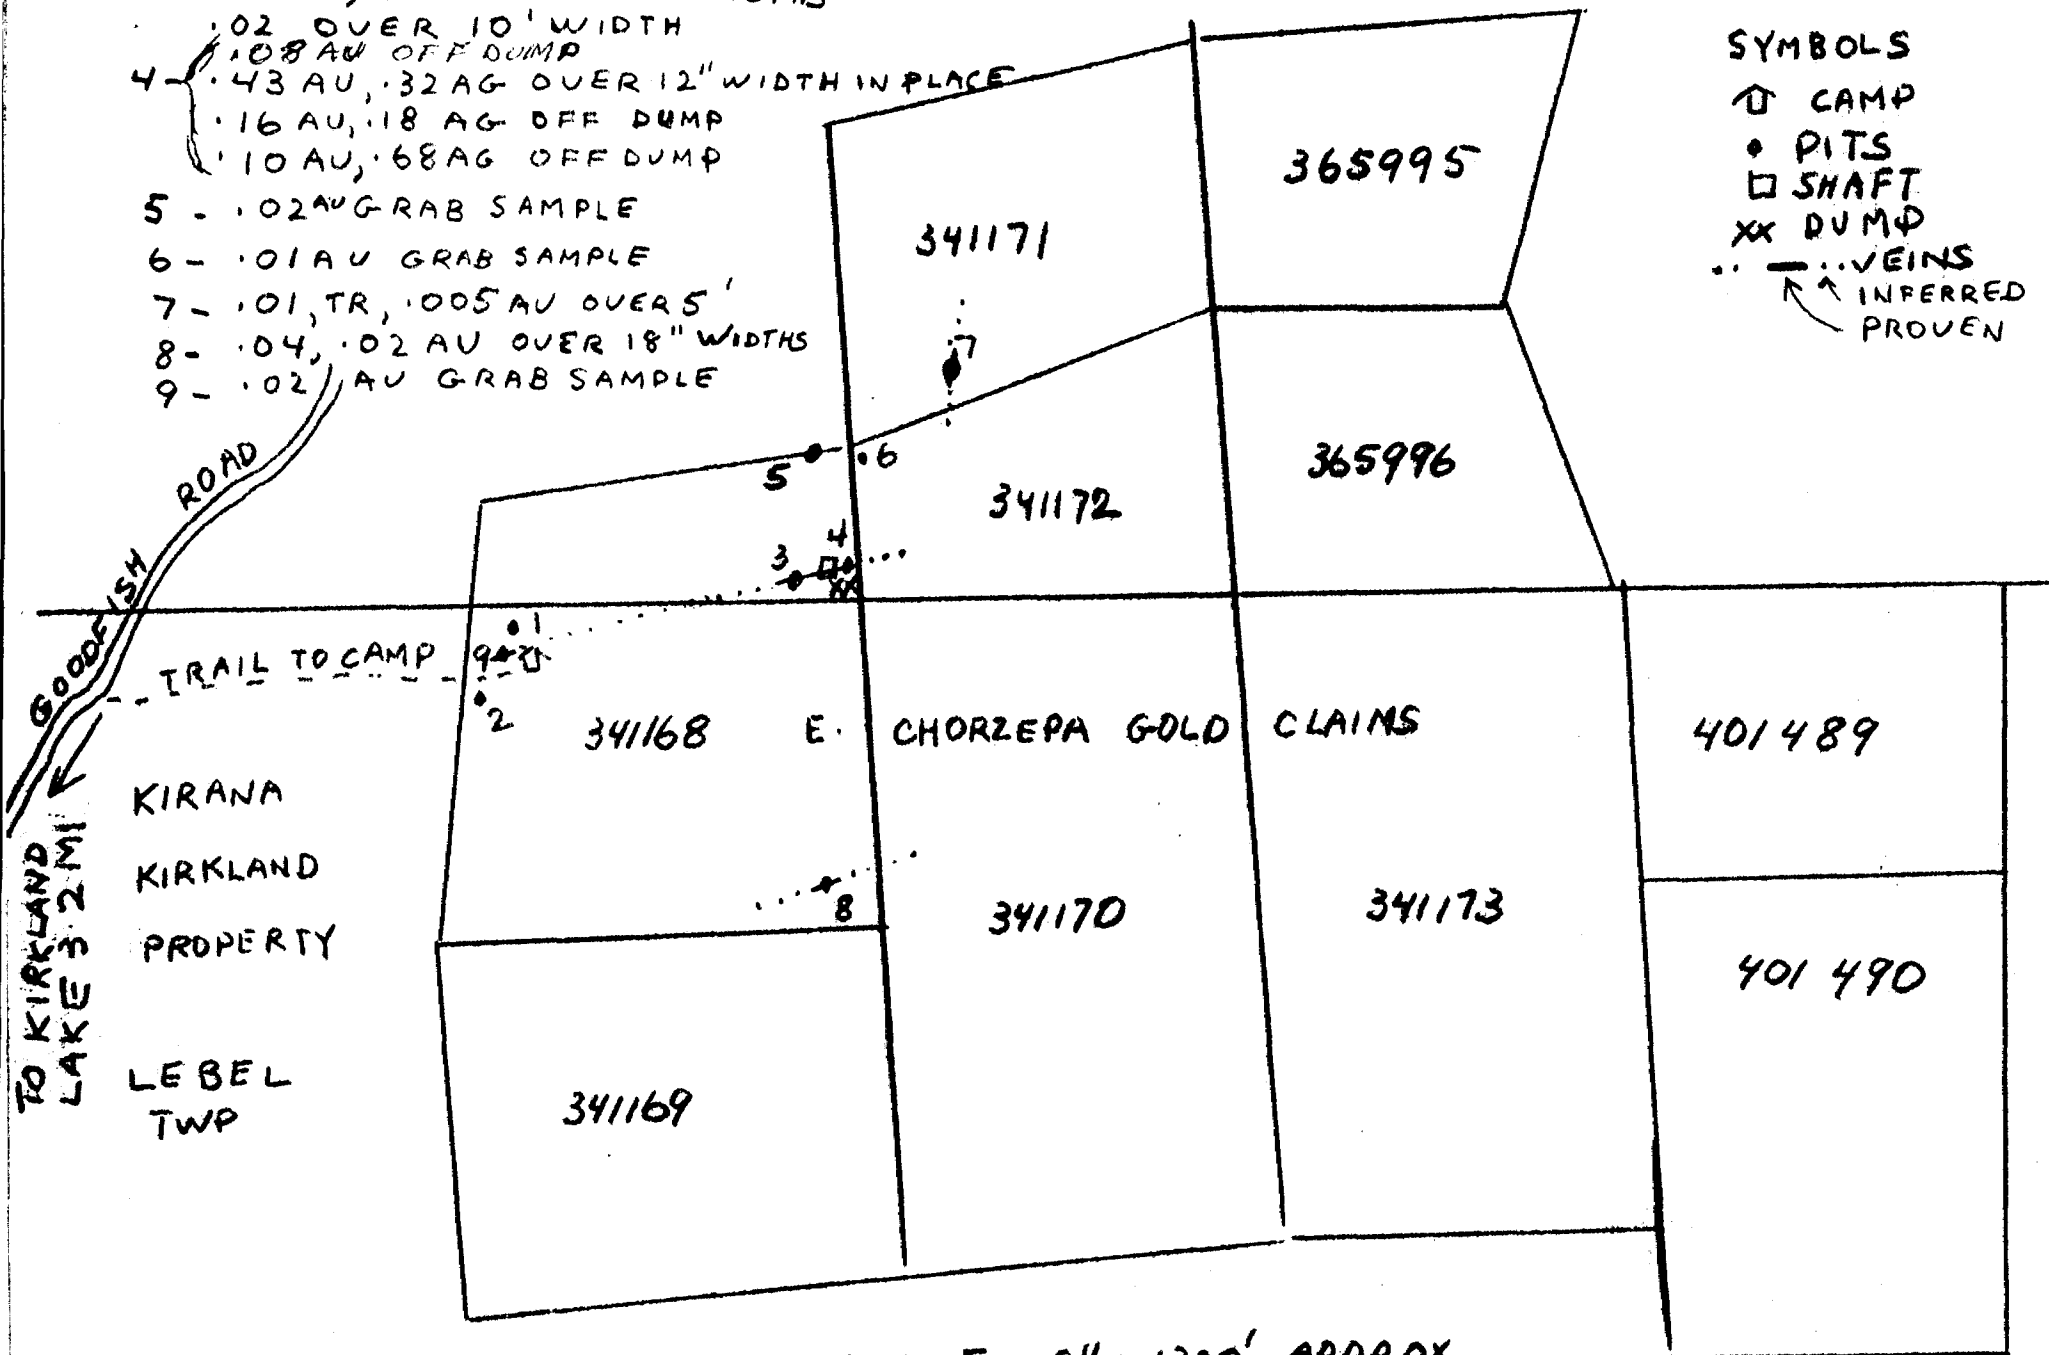 .02 OVER 10' WIDTH
.08 AU OFF DUMP
4 - .43 AU, .32 AG OVER 12" WIDTH IN PLACE
.16 AU, .18 AG OFF DUMP
.10 AU, .68 AG OFF DUMP
5 - .02 AU GRAB SAMPLE
6 - .01 AU GRAB SAMPLE
7 - .01, TR, .005 AU OVER 5'
8 - .04, .02 AU OVER 18" WIDTHS
9 - .02 AU GRAB SAMPLE
SYMBOLS
CAMP
PITS
SHAFT
XX DUMP
VEINS
INFERRED
PROVEN
365995
341171
7
365996
5
6
341172
4
3
XX
GOODFISH ROAD
1
TRAIL TO CAMP
9
2
341168
E. CHORZEPA GOLD CLAIMS
401489
KIRANA
KIRKLAND
PROPERTY
8
341170
341173
401490
TO KIRKLAND
LAKE 3.2 MI
LEBEL
TWP
341169
APPROX